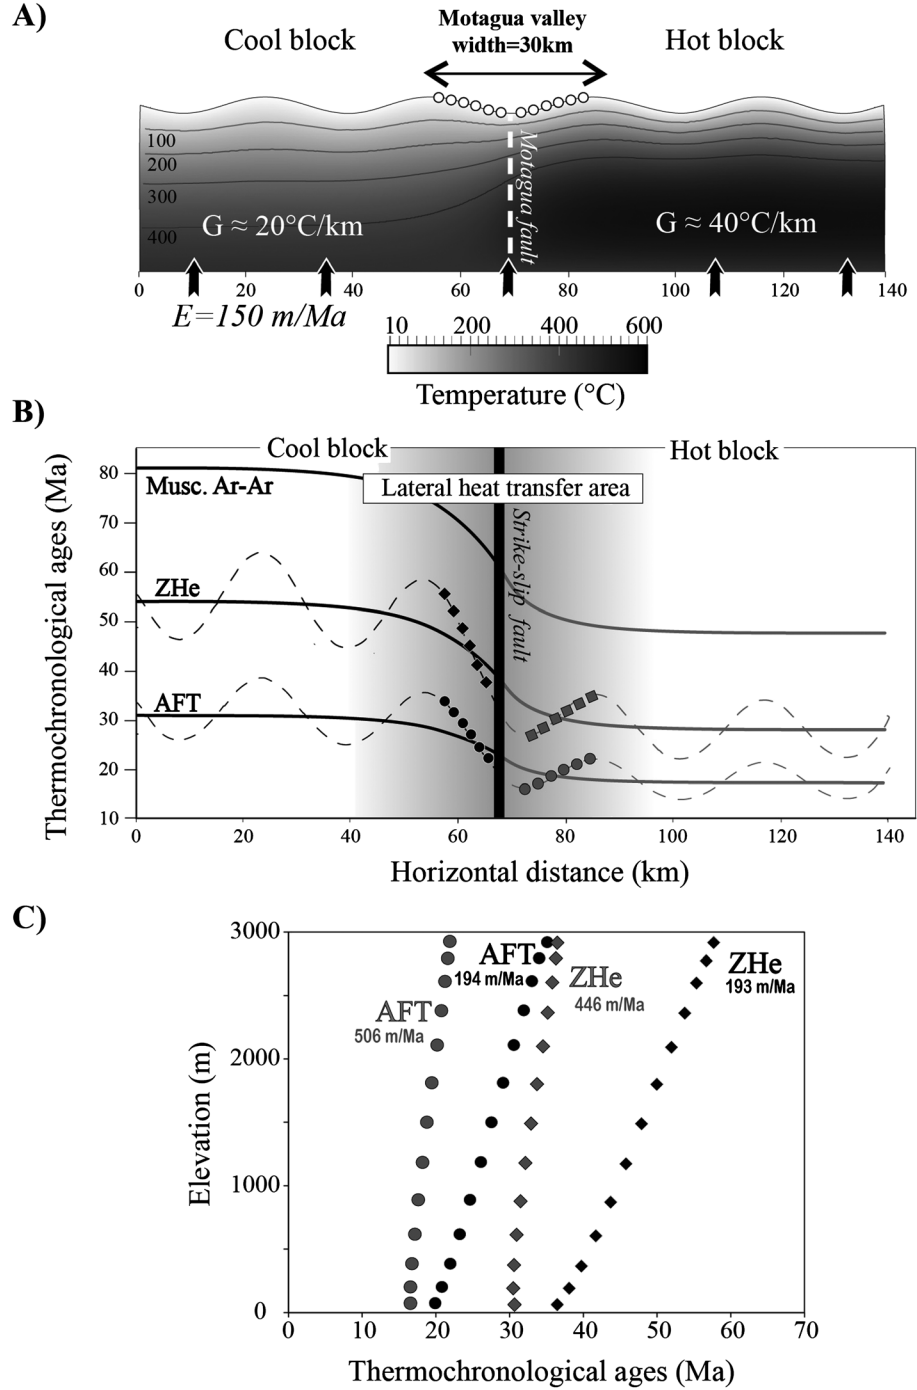 A)
Cool block
Motagua valley
width=30km
Hot block
100
200
300
400
G ≈ 20°C/km
Motagua fault
G ≈ 40°C/km
0 20 40 60 80 100 120 140
E=150 m/Ma
10 200 400 600
Temperature (°C)
B)
Thermochronological ages (Ma)
Cool block
Hot block
80
70
60
50
40
30
20
10
Musc. Ar-Ar
Lateral heat transfer area
ZHe
AFT
Strike-slip fault
0 20 40 60 80 100 120 140
Horizontal distance (km)
C)
Elevation (m)
3000
2000
1000
0
AFT
506 m/Ma
AFT
194 m/Ma
ZHe
446 m/Ma
ZHe
193 m/Ma
0 10 20 30 40 50 60 70
Thermochronological ages (Ma)